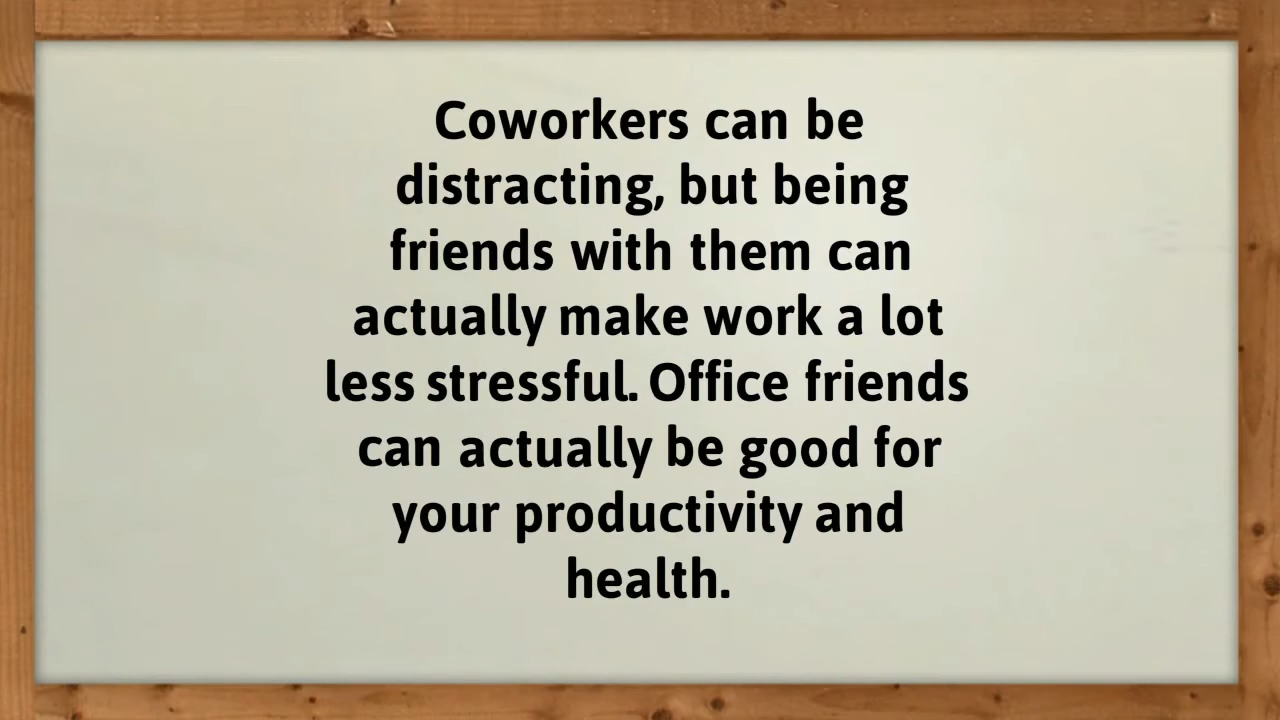 Coworkers can be
distracting, but being
friends with them can
actually make work a lot
less stressful. Office friends
can actually be good for
your productivity and
health.